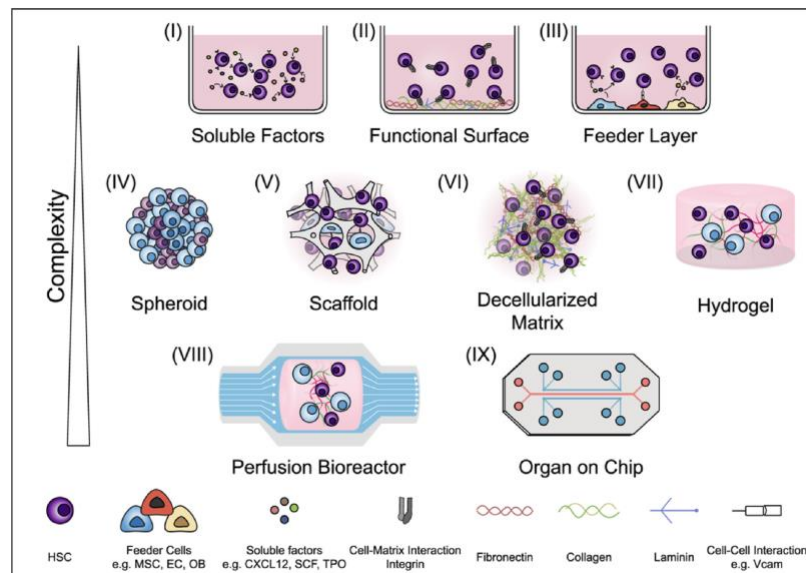 (I)
(II)
(III)
Soluble Factors
Functional Surface
Feeder Layer
Complexity
(IV)
(V)
(VI)
(VII)
Spheroid
Scaffold
Decellularized
Matrix
Hydrogel
(VIII)
(IX)
Perfusion Bioreactor
Organ on Chip
HSC
Feeder Cells
e.g. MSC, EC, OB
Soluble factors
e.g. CXCL12, SCF, TPO
Cell-Matrix Interaction
Integrin
Fibronectin
Collagen
Laminin
Cell-Cell Interaction
e.g. Vcam